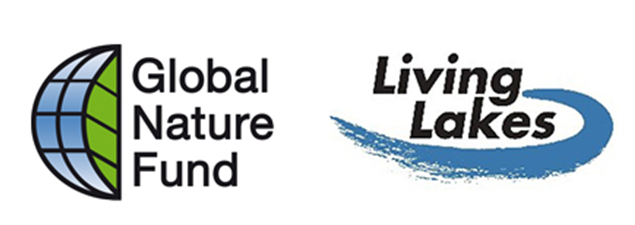 Global
Nature
Fund
Living
Lakes